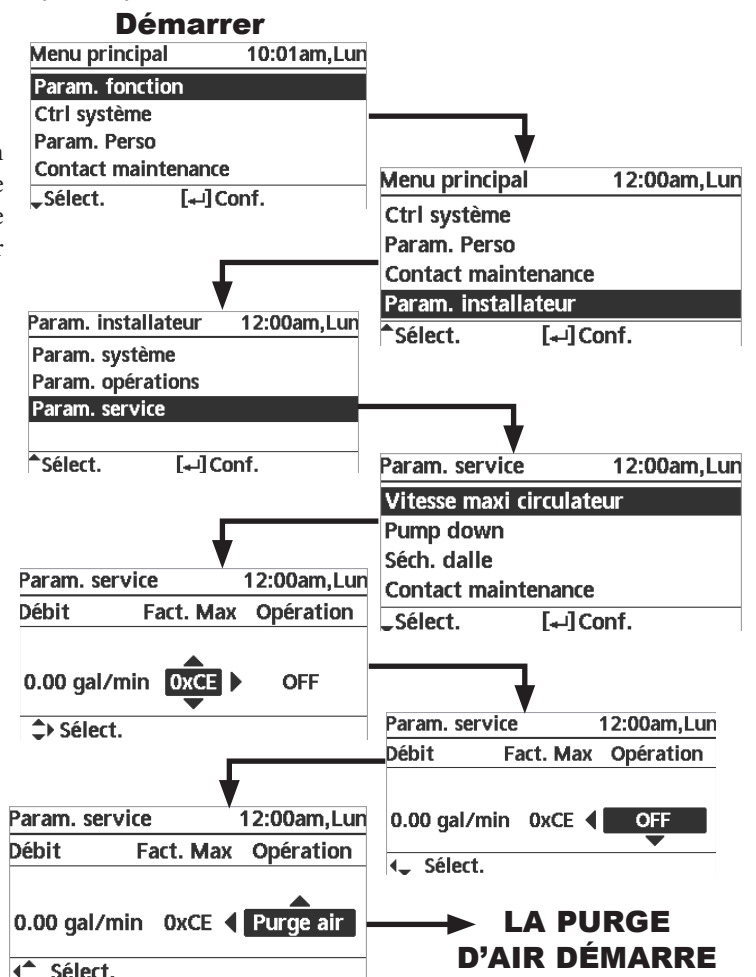 Démarrer
Menu principal 10:01am,Lun
Param. fonction
Ctrl système
Param. Perso
Contact maintenance
Sélect. [↵]Conf.
Menu principal 12:00am,Lun
Ctrl système
Param. Perso
Contact maintenance
Param. installateur
Sélect. [↵]Conf.
Param. installateur 12:00am,Lun
Param. système
Param. opérations
Param. service
Sélect. [↵]Conf.
Param. service 12:00am,Lun
Vitesse maxi circulateur
Pump down
Séch. dalle
Contact maintenance
Sélect. [↵]Conf.
Param. service 12:00am,Lun
Débit Fact. Max Opération
0.00 gal/min 0xCE OFF
Sélect.
Param. service 12:00am,Lun
Débit Fact. Max Opération
0.00 gal/min 0xCE OFF
Sélect.
Param. service 12:00am,Lun
Débit Fact. Max Opération
0.00 gal/min 0xCE Purge air
Sélect.
LA PURGE
D'AIR DÉMARRE